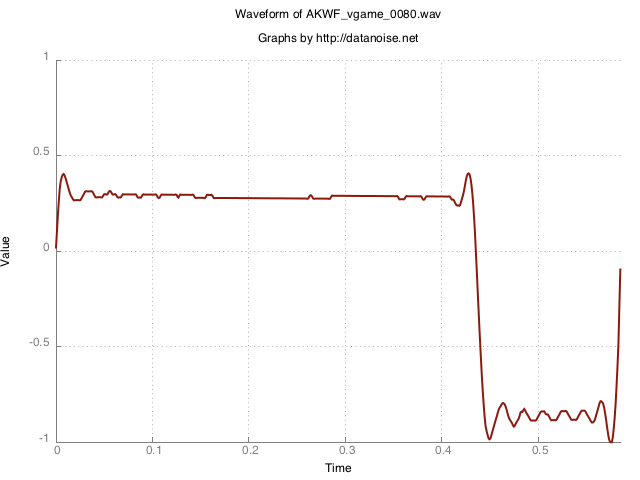 Waveform of AKWF_vgame_0080.wav
Graphs by http://datanoise.net
1
0.5
0
-0.5
-1
Value
0 0.1 0.2 0.3 0.4 0.5
Time